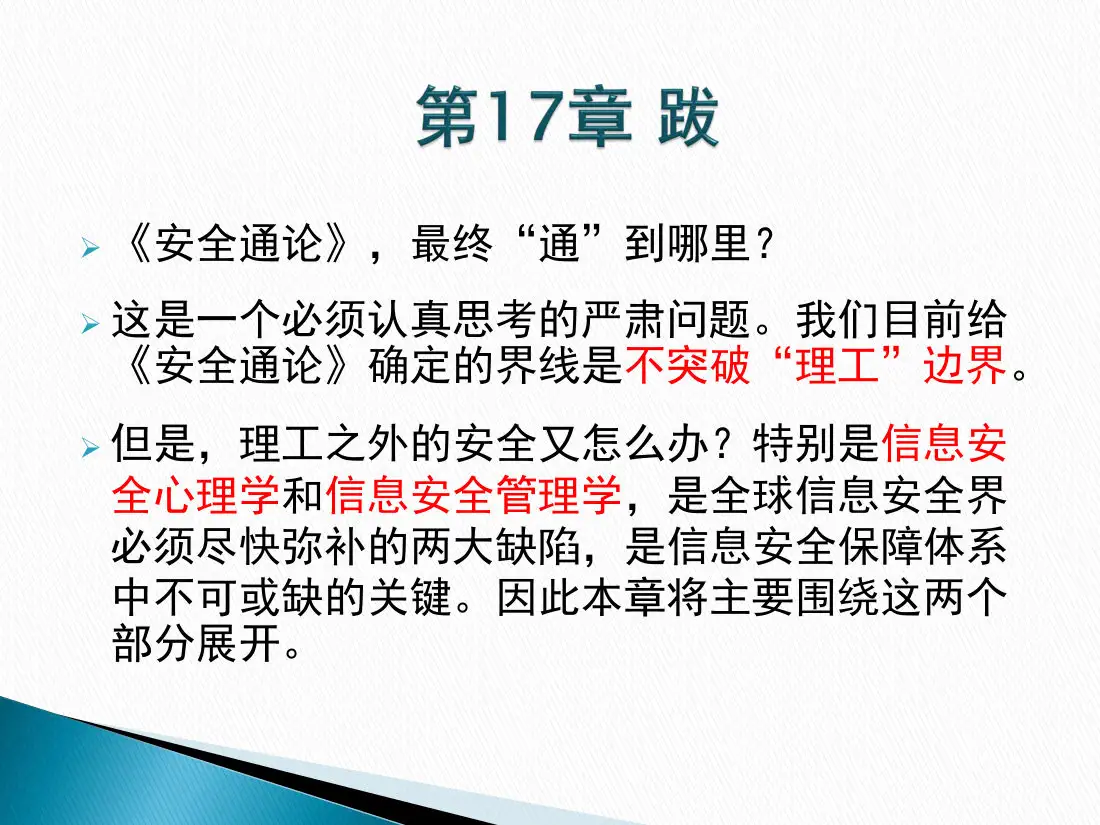 第17章 跋
《安全通论》，最终“通”到哪里？
这是一个必须认真思考的严肃问题。我们目前给
《安全通论》确定的界线是不突破“理工”边界。
但是，理工之外的安全又怎么办？特别是信息安
全心理学和信息安全管理学，是全球信息安全界
必须尽快弥补的两大缺陷，是信息安全保障体系
中不可或缺的关键。因此本章将主要围绕这两个
部分展开。